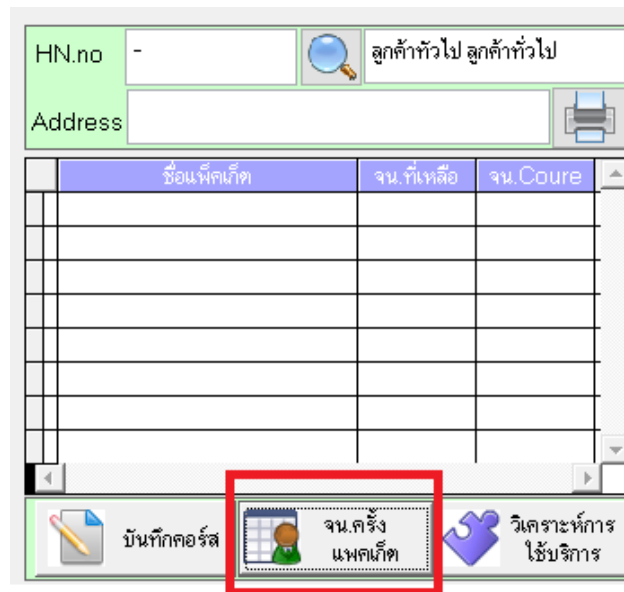 HN.no - ลูกค้าทัวไป ลูกค้าทั่วไป
Address
ชื่อแพ็คเก็ต จน.ที่เหลือ จน.Coure
บันทึกคอร์ส
จน.ครั้ง
แพคเก็ต
วิเคราะห์การ
ใช้บริการ